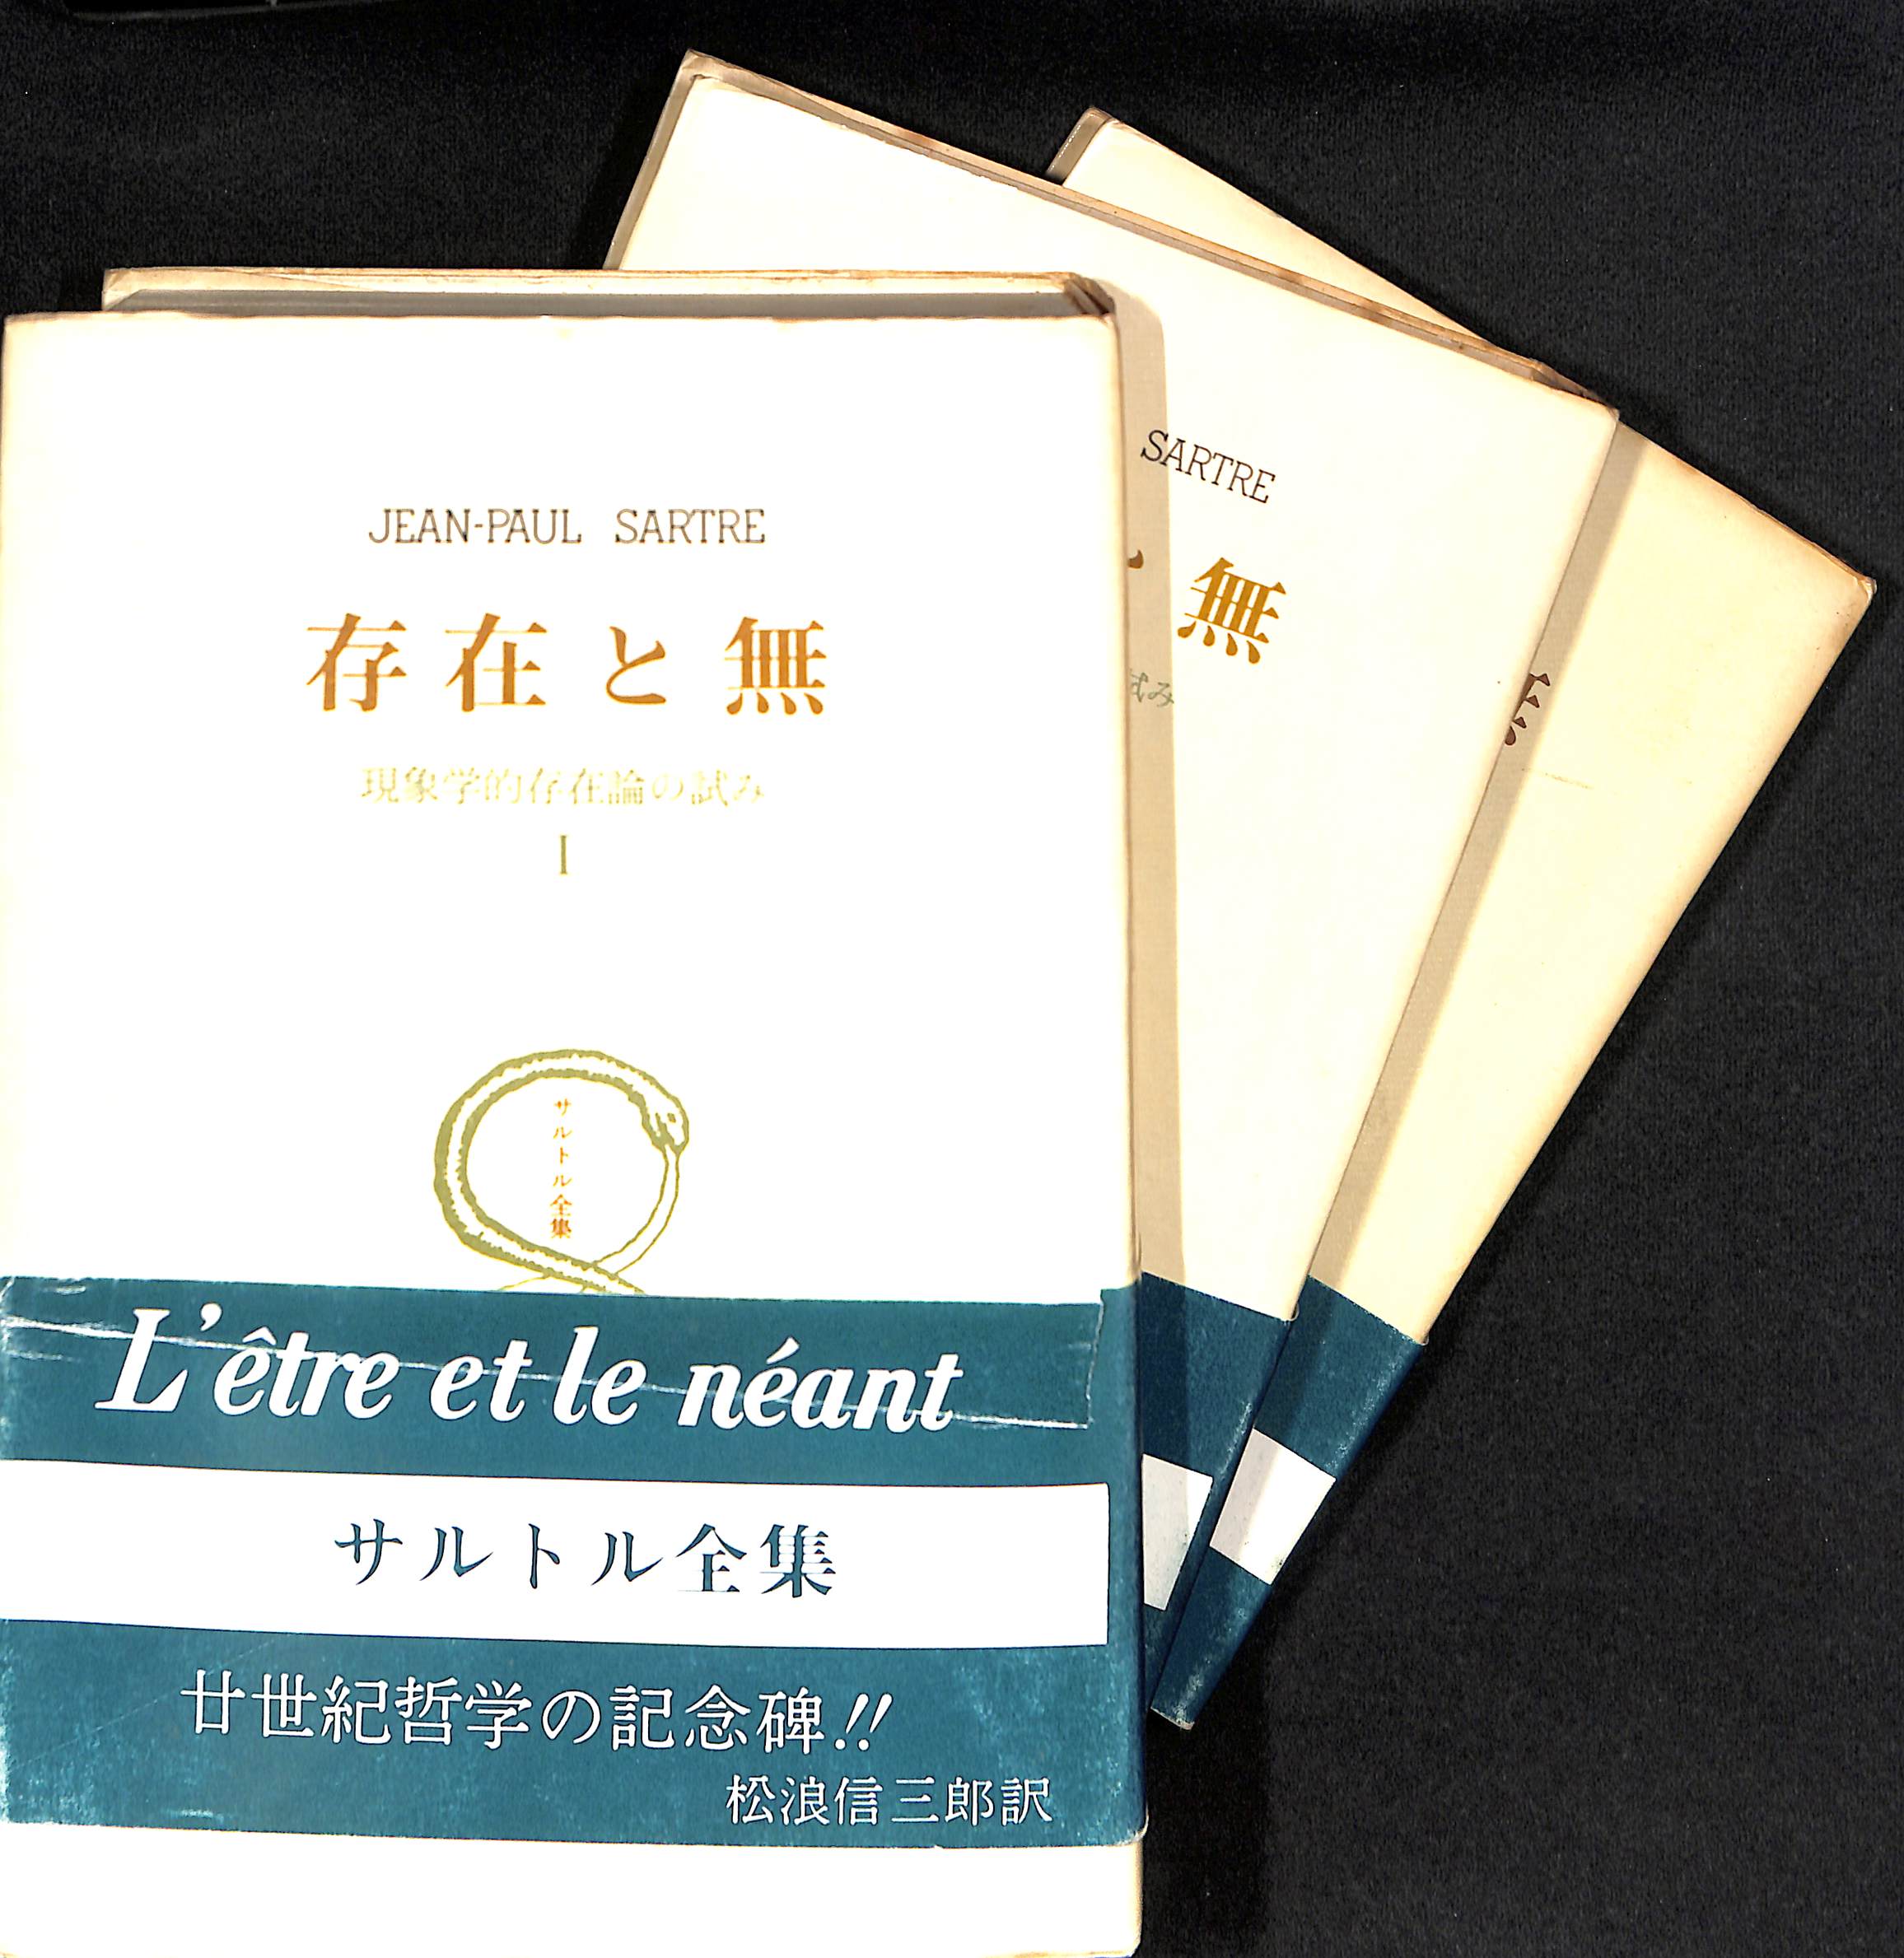 JEAN-PAUL SARTRE
存在と無
現象学的存在論の試み
I
サルトル全集
L'être et le néant
サルトル全集
廿世紀哲学の記念碑!!
松浪信三郎訳
SARTRE
無
試み